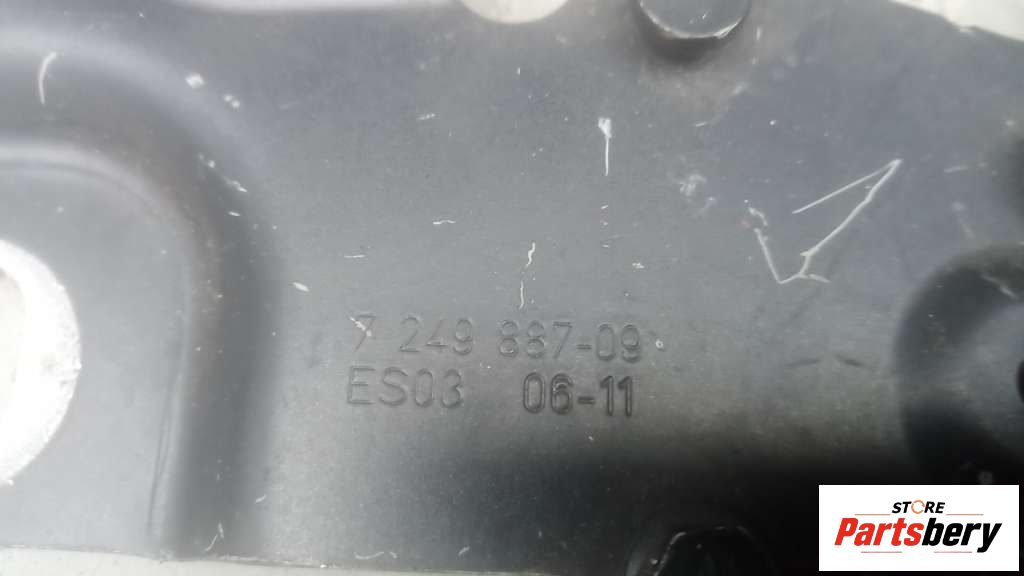 7 249 887-09
ES03 06-11
STORE
Partsbery